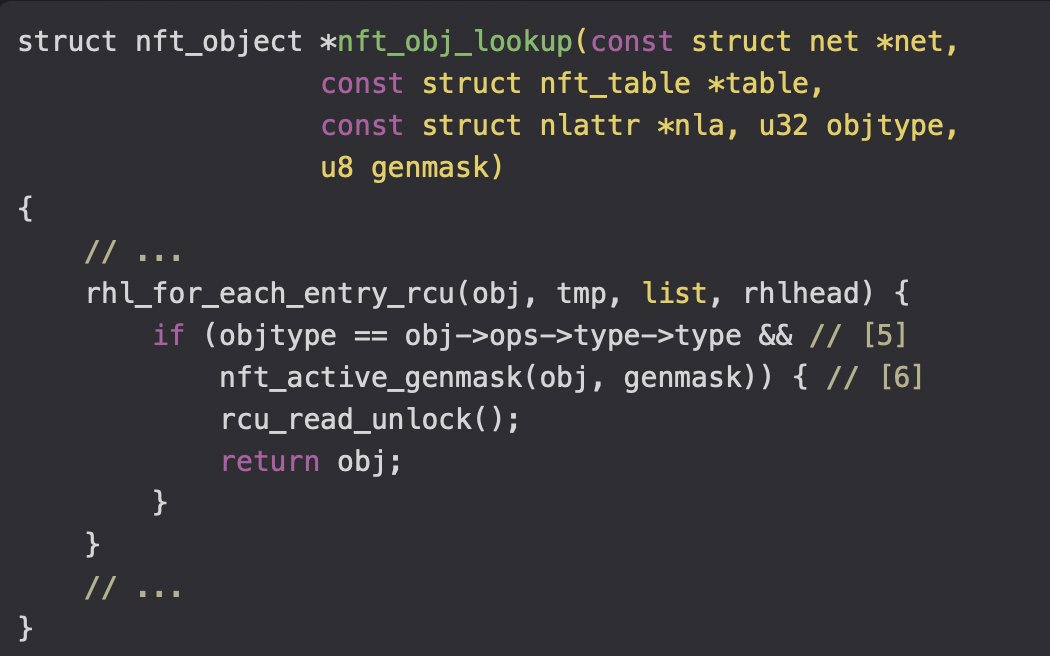 struct nft_object *nft_obj_lookup(const struct net *net,
                  const struct nft_table *table,
                  const struct nlattr *nla, u32 objtype,
                  u8 genmask)
{
    // ...
    rhl_for_each_entry_rcu(obj, tmp, list, rhlhead) {
        if (objtype == obj->ops->type->type && // [5]
            nft_active_genmask(obj, genmask)) { // [6]
            rcu_read_unlock();
            return obj;
        }
    }
    // ...
}